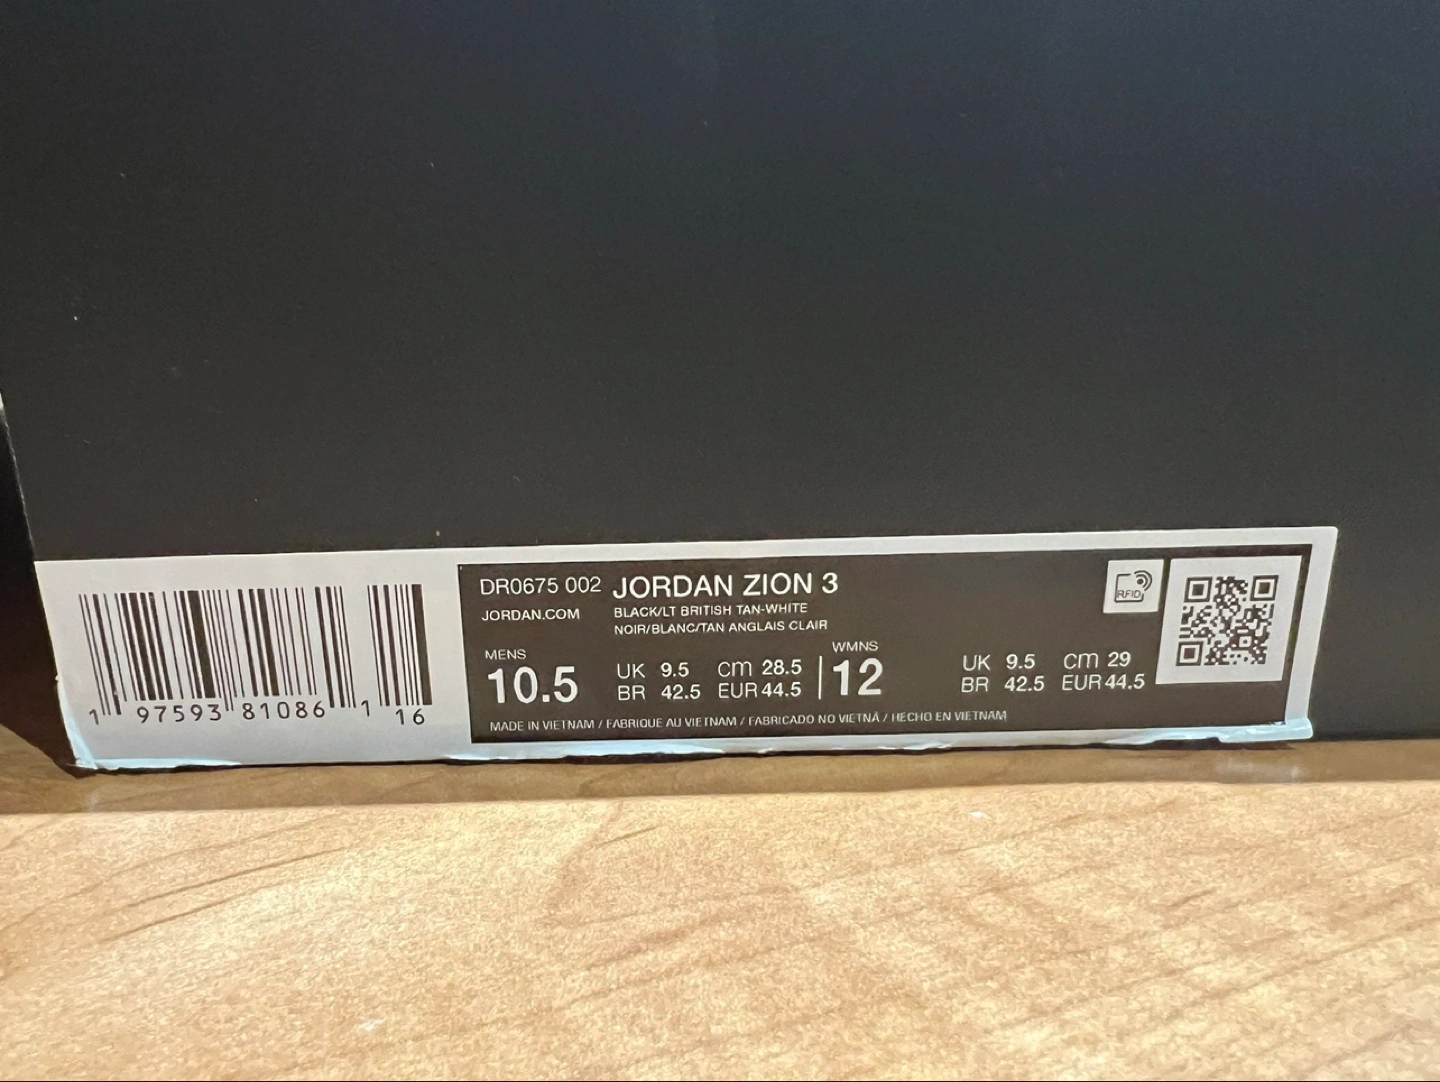 DR0675 002 JORDAN ZION 3
JORDAN.COM BLACK/LT BRITISH TAN-WHITE
NOIR/BLANC/TAN ANGLAIS CLAIR
RFID
MENS
10.5
UK 9.5 cm 28.5
BR 42.5 EUR 44.5
WMNS
12
UK 9.5 cm 29
BR 42.5 EUR 44.5
MADE IN VIETNAM / FABRIQUE AU VIETNAM / FABRICADO NO VIETNÃ / HECHO EN VIETNAM
1 97593 81086 1 16